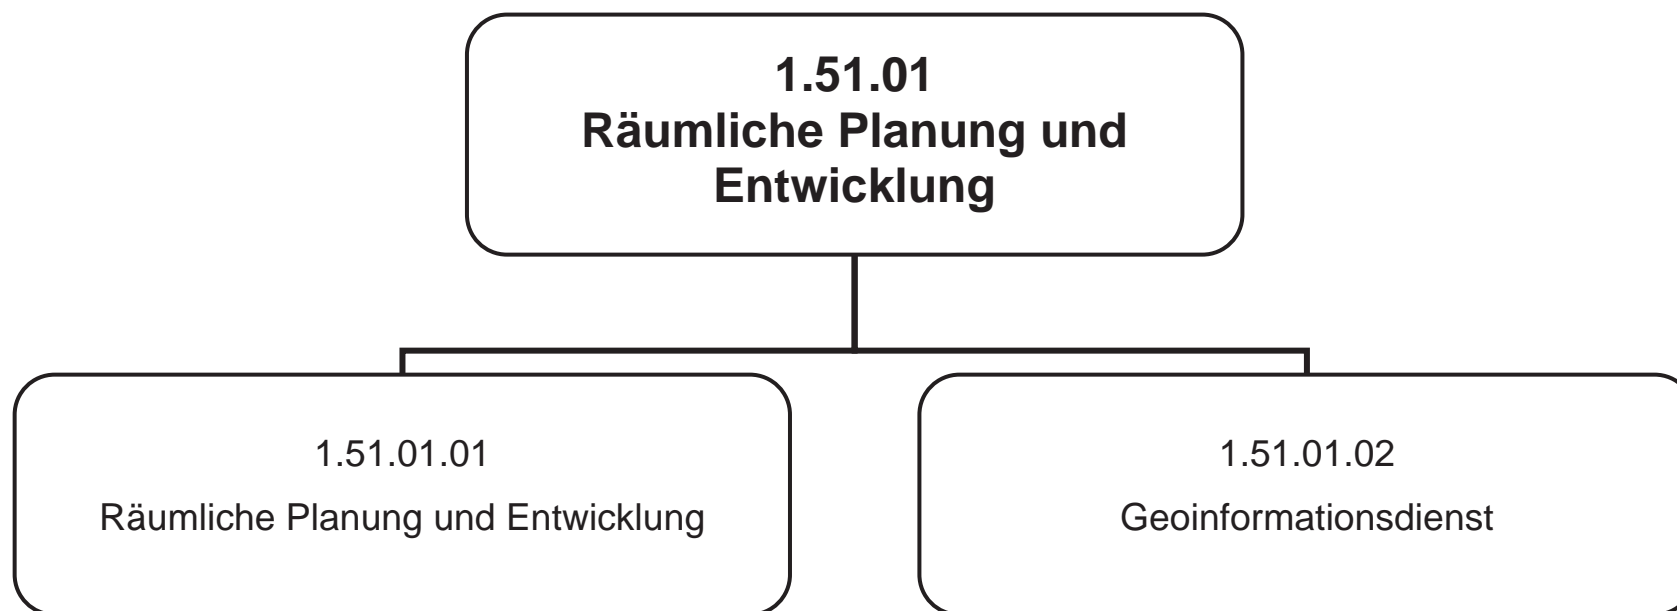 1.51.01
Räumliche Planung und
Entwicklung
1.51.01.01
Räumliche Planung und Entwicklung
1.51.01.02
Geoinformationsdienst